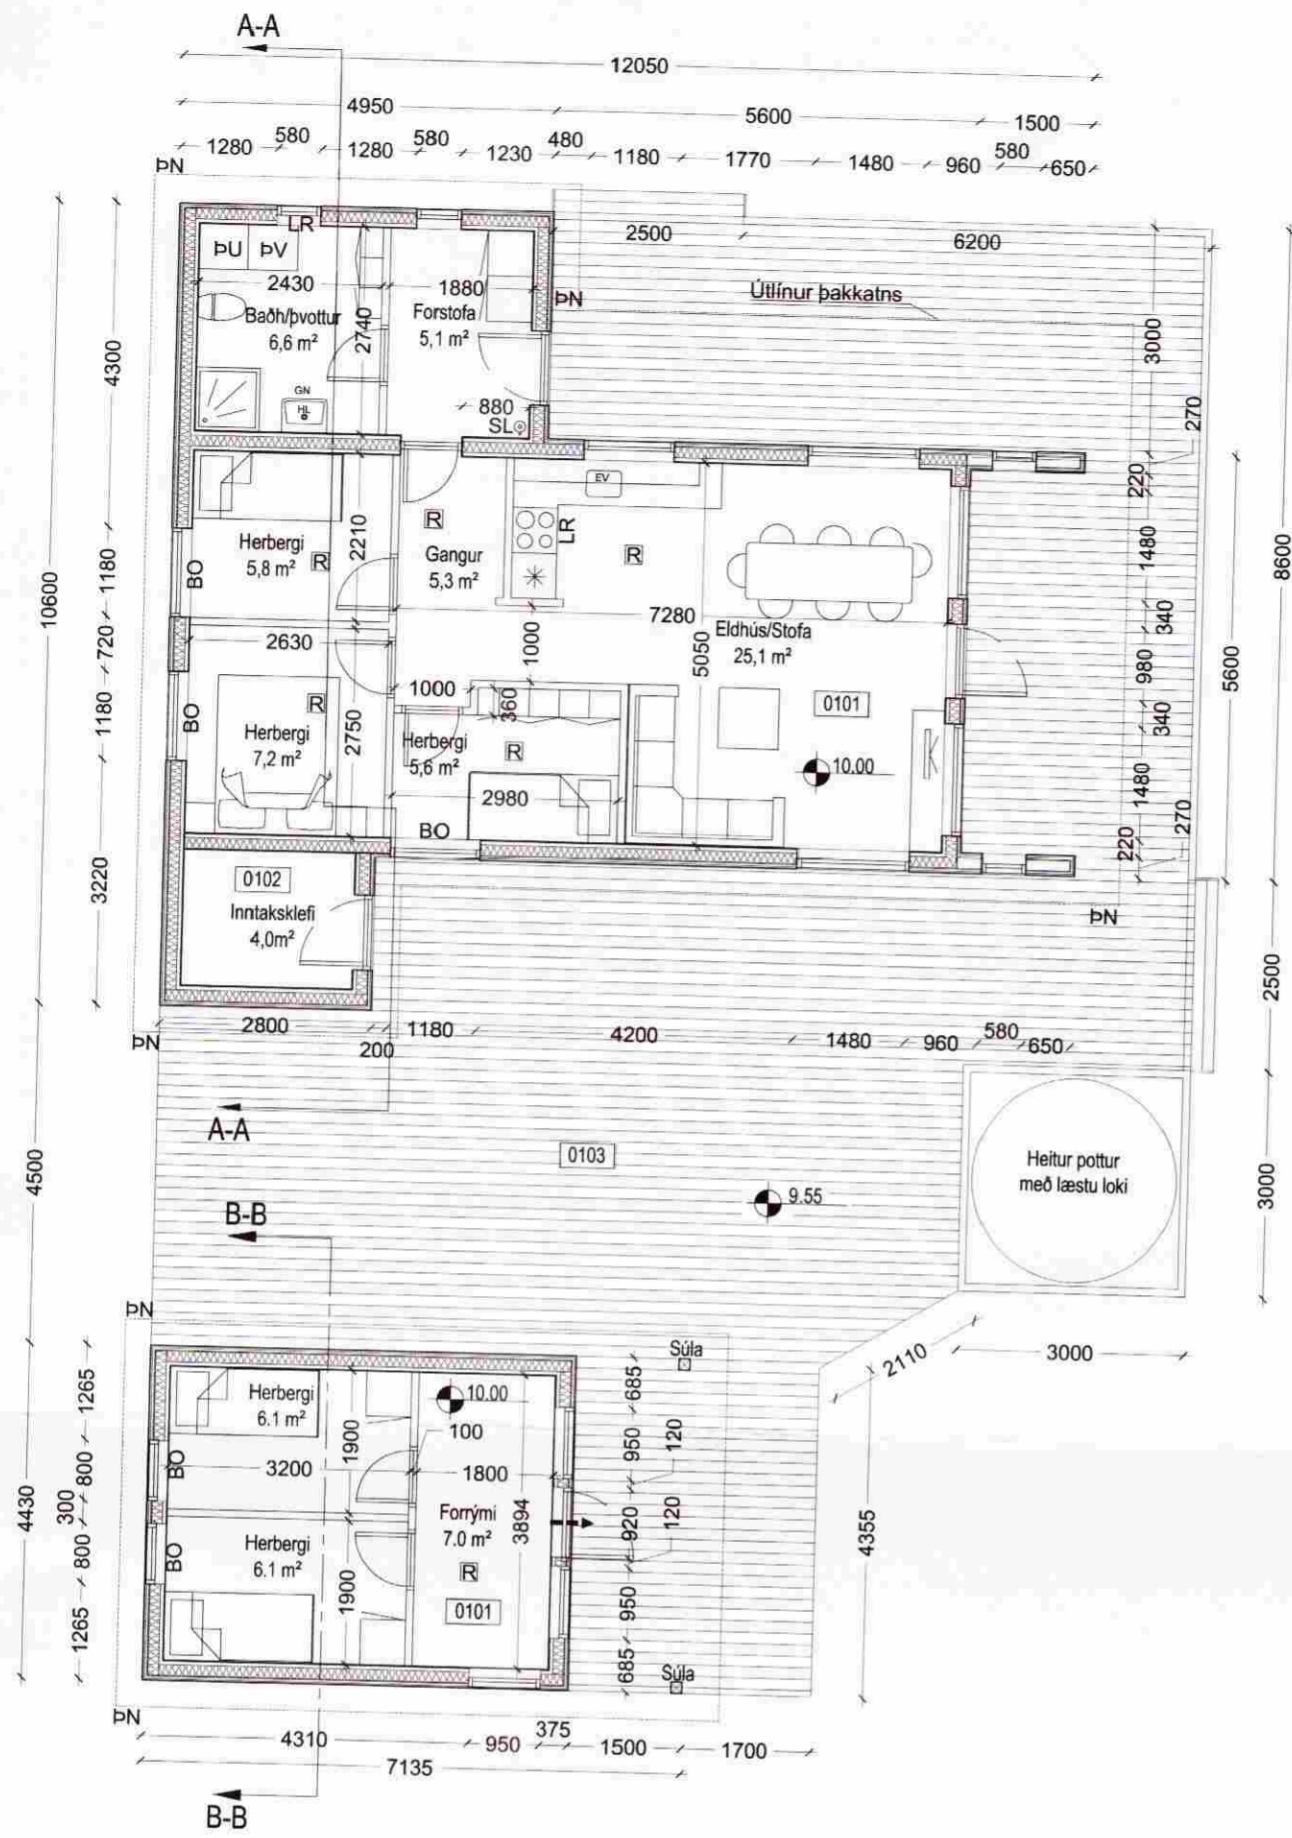 A-A
12050
4950
5600
1500
1280
580
1280
580
1230
480
1180
1770
1480
960
580
650
ÞN
LR
ÞU
ÞV
2430
1880
Baðh/þvottur
6,6 m²
2740
Forstofa
5,1 m²
GN
HL
880
SL
ÞN
2500
6200
Útlínur þakkatns
3000
270
4300
10600
1180
720
1180
3220
Herbergi
5,8 m²
R
2210
BO
R
Gangur
5,3 m²
EV
LR
R
7280
Eldhús/Stofa
25,1 m²
5050
1000
2630
1000
360
0101
10.00
Herbergi
7,2 m²
R
2750
BO
Herbergi
5,6 m²
R
2980
BO
220
1480
340
980
340
1480
220
270
5600
8600
0102
Inntaksklefi
4,0m²
ÞN
ÞN
2800
200
1180
4200
1480
960
580
650
2500
A-A
0103
9.55
Heitur pottur
með læstu loki
3000
4500
B-B
ÞN
2110
3000
Súla
1265
800
300
800
1265
4430
Herbergi
6.1 m²
1900
BO
3200
10.00
100
1800
Forrými
7.0 m²
3894
R
0101
Herbergi
6.1 m²
1900
BO
685
950
120
920
120
950
685
Súla
4355
ÞN
4310
950
375
1500
1700
7135
B-B